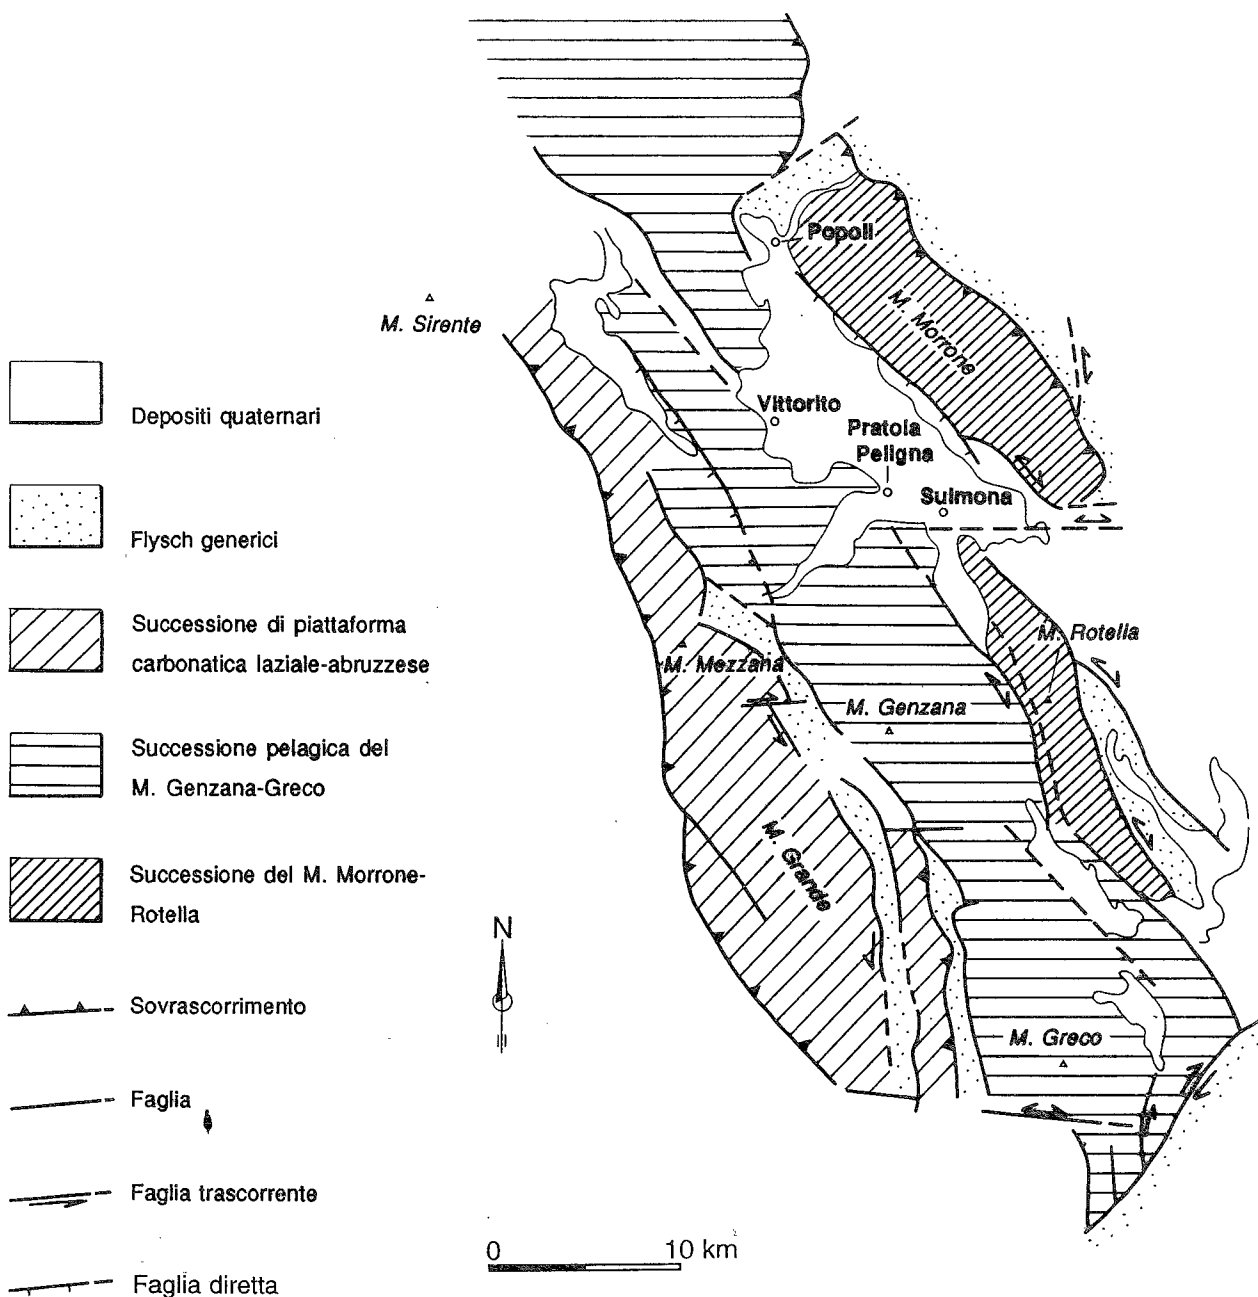 Popoli
M. Morrone
M. Sirente
Vittorito
Pratola
Peligna
Sulmona
M. Rotella
M. Mezzana
M. Genzana
M. Grande
M. Greco
Depositi quaternari
Flysch generici
Successione di piattaforma
carbonatica laziale-abruzzese
Successione pelagica del
M. Genzana-Greco
Successione del M. Morrone-
Rotella
Sovrascorrimento
Faglia
Faglia trascorrente
Faglia diretta
N
0 10 km